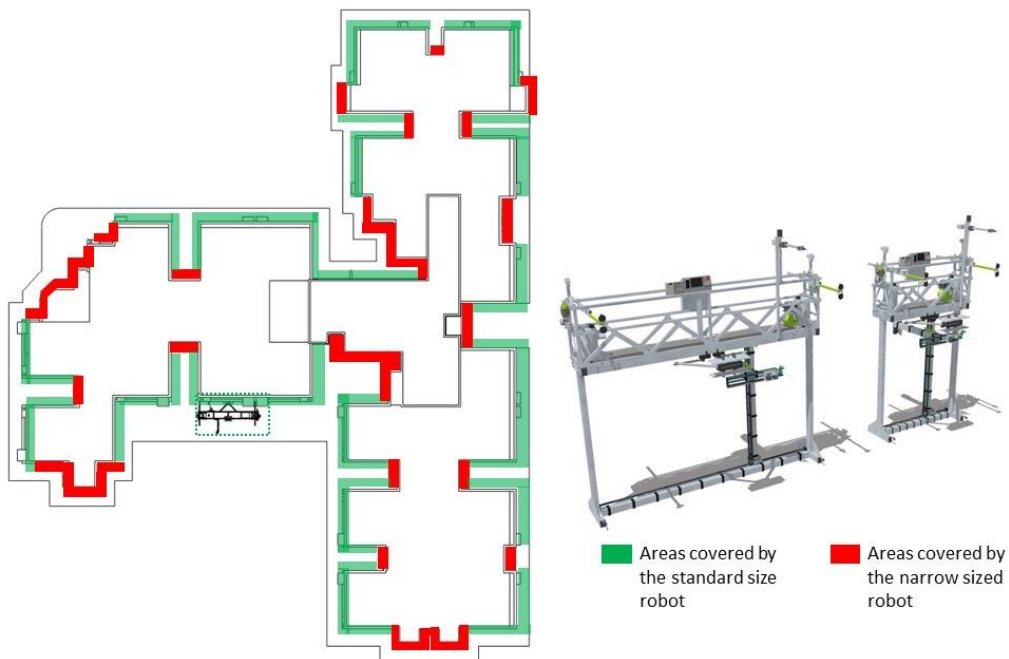 Areas covered by
the standard size
robot
Areas covered by
the narrow sized
robot